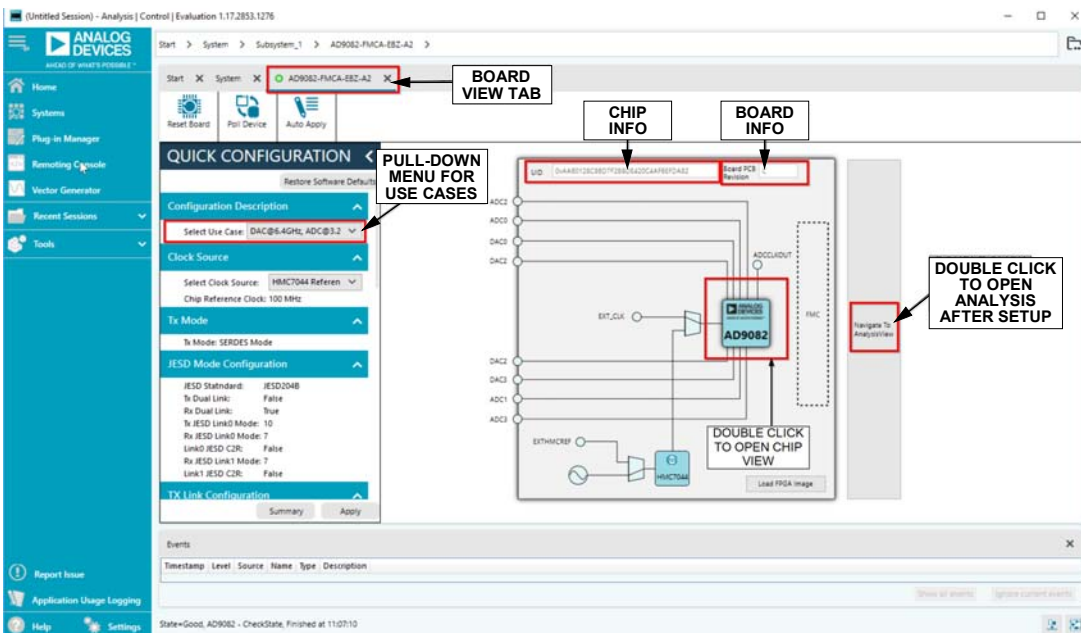 (Untitled Session) - Analysis | Control | Evaluation 1.17.2853.1276
ANALOG
DEVICES
AHEAD OF WHAT'S POSSIBLE™
Start > System > Subsystem_1 > AD9082-FMCA-EBZ-A2 >
Home
Systems
Plug-in Manager
Remoting Console
Vector Generator
Recent Sessions
Tools
Report Issue
Application Usage Logging
Help Settings
Start X System X AD9082-FMCA-EBZ-A2 X
BOARD
VIEW TAB
Reset Board Poll Device Auto Apply
QUICK CONFIGURATION <
PULL-DOWN
MENU FOR
USE CASES
Restore Software Defaults
Configuration Description
Select Use Case: DAC@6.4GHz, ADC@3.2
Clock Source
Select Clock Source: HMC7044 Referen
Chip Reference Clock: 100 MHz
Tx Mode
Tx Mode: SERDES Mode
JESD Mode Configuration
JESD Statndard: JESD204B
Tx Dual Link: False
Rx Dual Link: True
Tx JESD Link0 Mode: 10
Rx JESD Link0 Mode: 7
Link0 JESD C2R: False
Rx JESD Link1 Mode: 7
Link1 JESD C2R: False
TX Link Configuration
Summary Apply
CHIP
INFO
BOARD
INFO
UID
Board PCB
Revision
ADC2
ADC0
DAC0
DAC2
ADCCLKOUT
EXT_CLK
ANALOG
DEVICES
AD9082
FMC
DAC2
DAC3
ADC1
ADC3
EXTHMCREF
HMC7044
DOUBLE CLICK
TO OPEN CHIP
VIEW
Load FPGA Image
Navigate To
AnalysisView
DOUBLE CLICK
TO OPEN
ANALYSIS
AFTER SETUP
Events
Timestamp Level Source Name Type Description
Show all events Ignore current events
State=Good, AD9082 - CheckState, Finished at 11:07:10